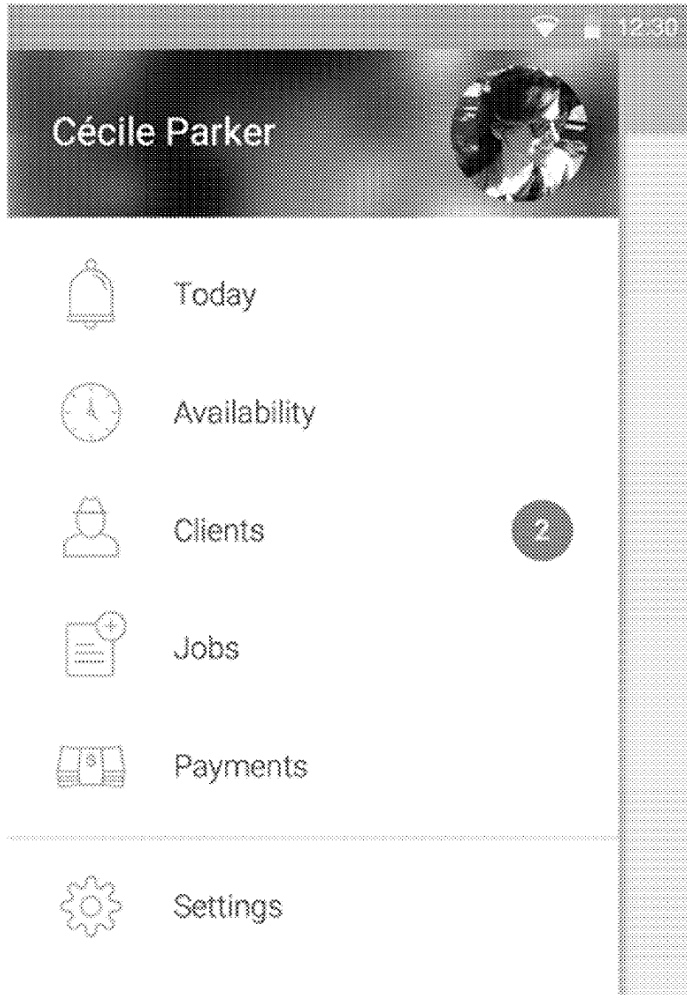 12:30
Cécile Parker
Today
Availability
Clients
2
Jobs
Payments
Settings